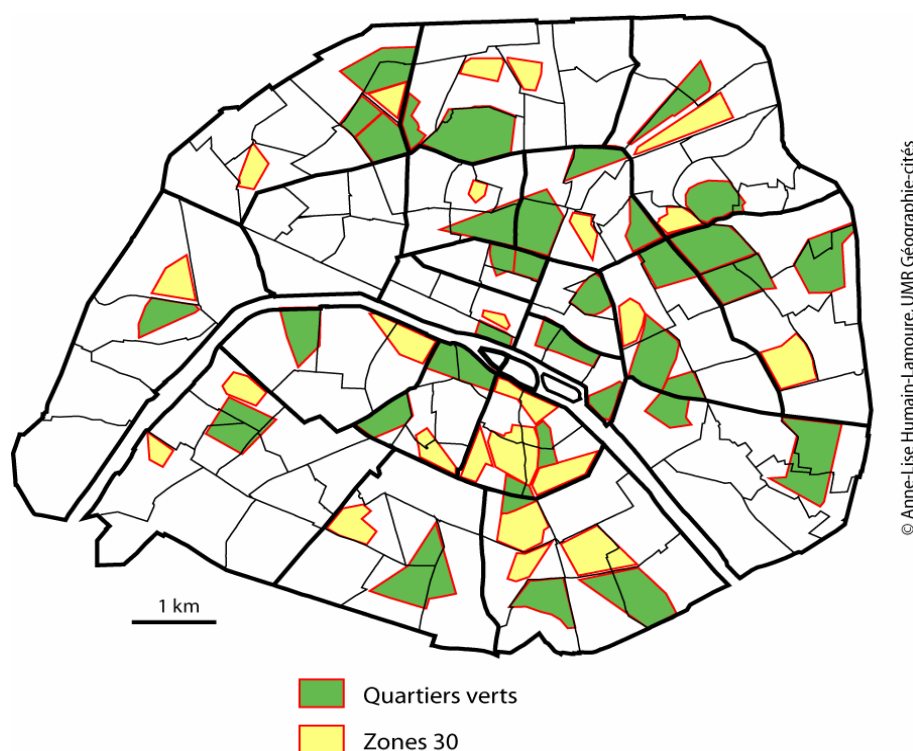 © Anne-Lise Humain-Lamoure, UMR Géographie-cités
1 km
Quartiers verts
Zones 30